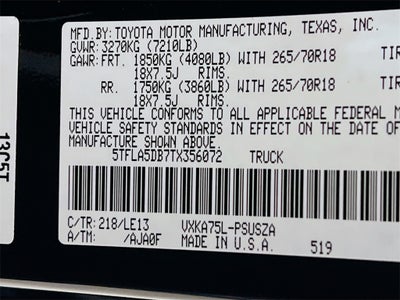 MFD. BY: TOYOTA MOTOR MANUFACTURING, TEXAS, INC.
GVWR: 3270KG (7210LB)
GAWR: FRT. 1850KG (4080LB) WITH 265/70R18 TIR
18X7.5J RIMS.
RR. 1750KG (3860LB) WITH 265/70R18 TIR
18X7.5J RIMS.
THIS VEHICLE CONFORMS TO ALL APPLICABLE FEDERAL M
VEHICLE SAFETY STANDARDS IN EFFECT ON THE DATE OF
MANUFACTURE SHOWN ABOVE.
5TFLA5DB7TX356072 TRUCK
C/TR: 218/LE13 VXKA75L-PSUSZA
A/TM: /AJA0F MADE IN U.S.A. 519
13C5T